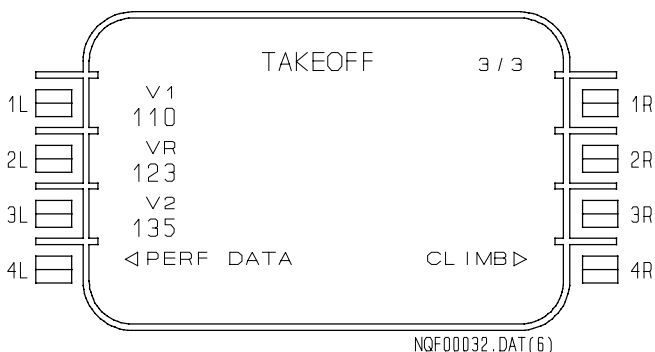 TAKEOFF 3/3
1L V1 1R
110
2L VR 2R
123
3L V2 3R
135
4L ◁PERF DATA CLIMB▷ 4R
NQF00032.DAT(6)